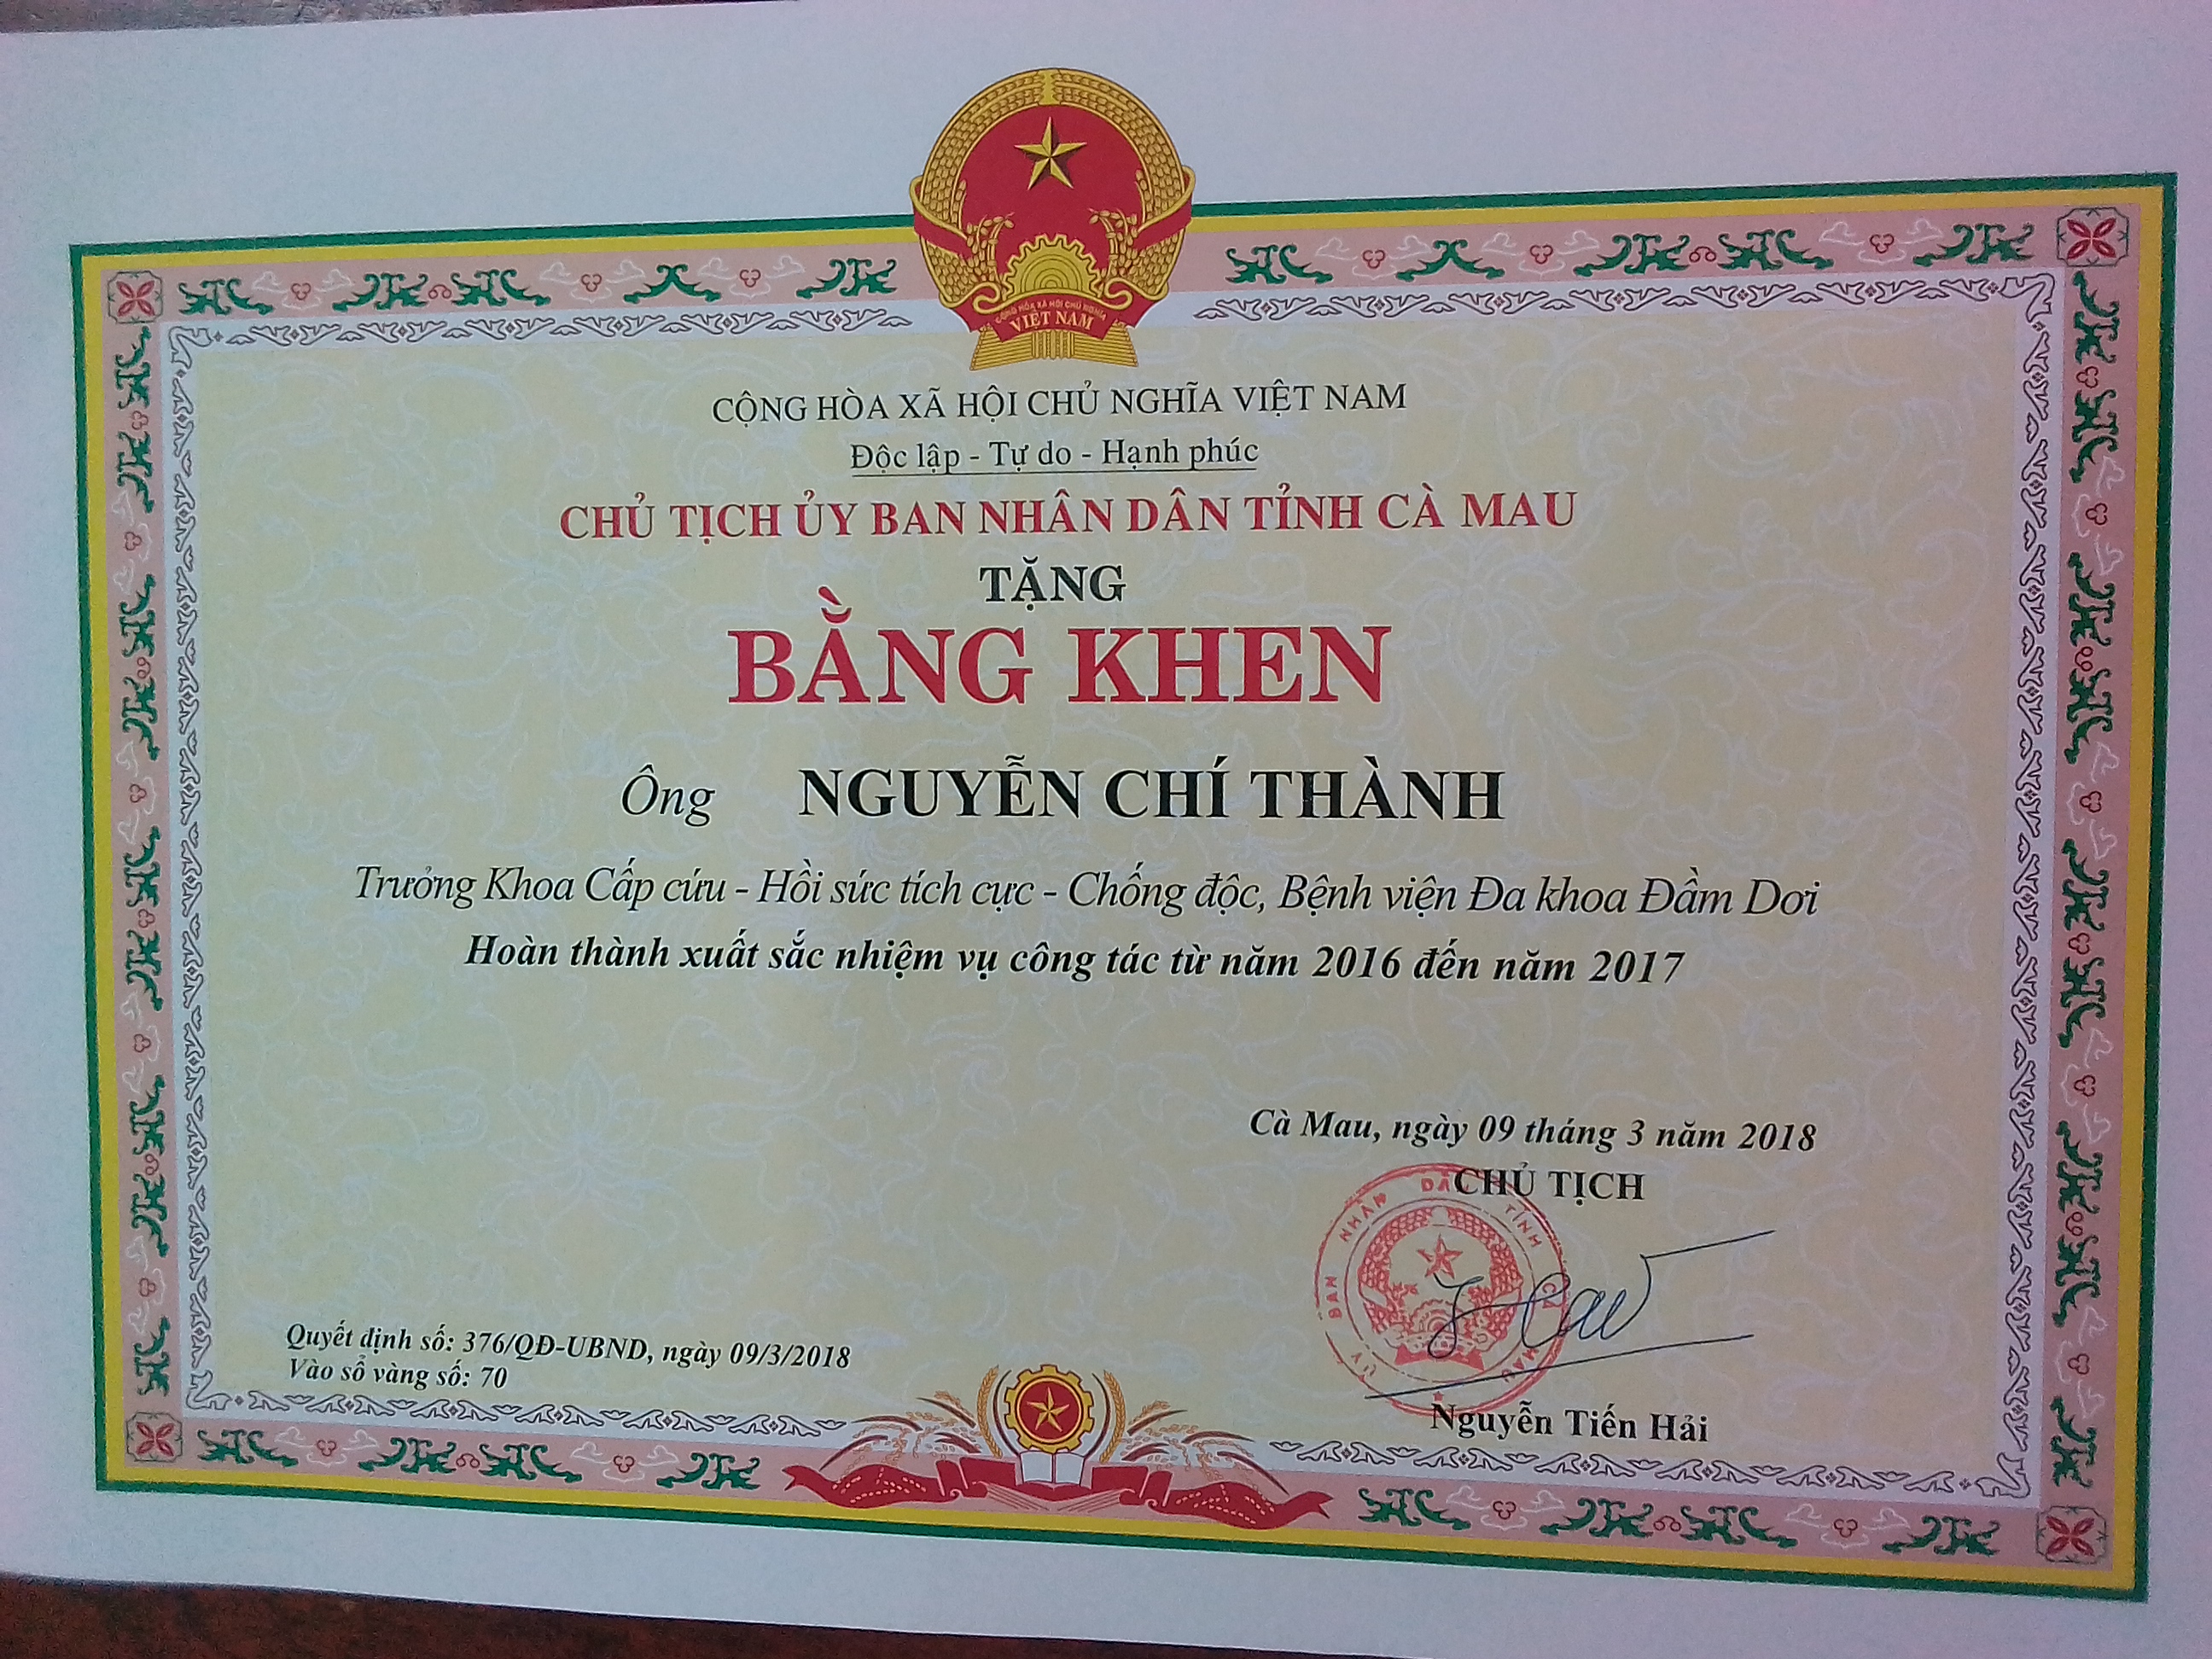 CỘNG HÒA XÃ HỘI CHỦ NGHĨA
VIỆT NAM
CỘNG HÒA XÃ HỘI CHỦ NGHĨA VIỆT NAM
Độc lập - Tự do - Hạnh phúc
CHỦ TỊCH ỦY BAN NHÂN DÂN TỈNH CÀ MAU
TẶNG
BẰNG KHEN
Ông NGUYỄN CHÍ THÀNH
Trưởng Khoa Cấp cứu - Hồi sức tích cực - Chống độc, Bệnh viện Đa khoa Đầm Dơi
Hoàn thành xuất sắc nhiệm vụ công tác từ năm 2016 đến năm 2017
Cà Mau, ngày 09 tháng 3 năm 2018
CHỦ TỊCH
ỦY BAN NHÂN DÂN TỈNH CÀ MAU
Nguyễn Tiến Hải
Quyết định số: 376/QĐ-UBND, ngày 09/3/2018
Vào sổ vàng số: 70